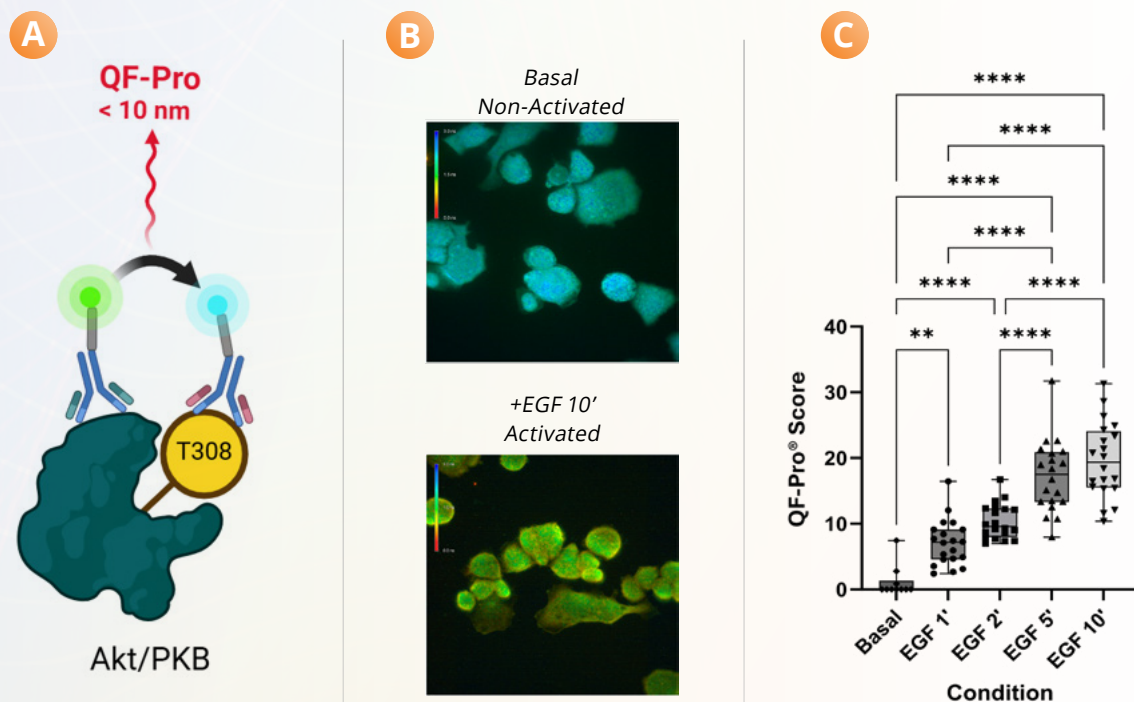 A
QF-Pro
< 10 nm
T308
Akt/PKB
B
Basal
Non-Activated
+EGF 10’
Activated
C
****
****
****
****
****
****
**
****
40
30
20
10
0
QF-Pro® Score
Basal
EGF 1'
EGF 2'
EGF 5'
EGF 10'
Condition